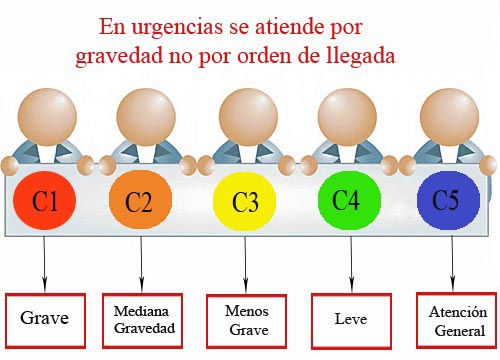 En urgencias se atiende por
gravedad no por orden de llegada
C1
C2
C3
C4
C5
Grave
Mediana
Gravedad
Menos
Grave
Leve
Atención
General